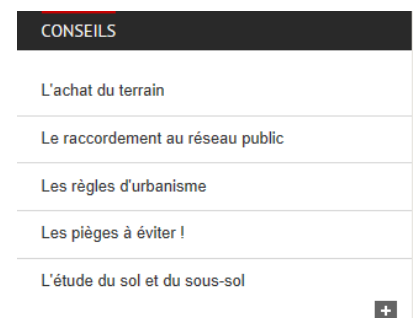 CONSEILS
L'achat du terrain
Le raccordement au réseau public
Les règles d'urbanisme
Les pièges à éviter !
L'étude du sol et du sous-sol